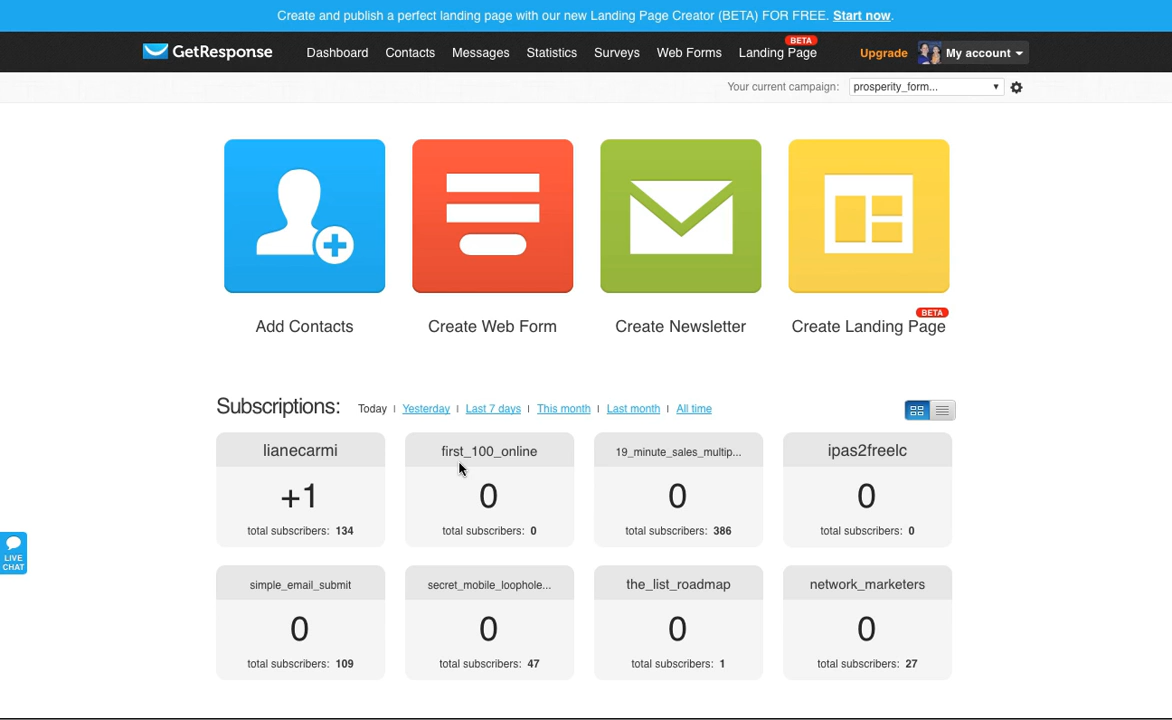 Create and publish a perfect landing page with our new Landing Page Creator (BETA) FOR FREE. Start now.
GetResponse Dashboard Contacts Messages Statistics Surveys Web Forms Landing Page BETA Upgrade My account
Your current campaign: prosperity_form...
Add Contacts Create Web Form Create Newsletter Create Landing Page BETA
Subscriptions: Today | Yesterday | Last 7 days | This month | Last month | All time
lianecarmi first_100_online 19_minute_sales_multip... ipas2freelc
+1 0 0 0
total subscribers: 134 total subscribers: 0 total subscribers: 386 total subscribers: 0
LIVE
CHAT
simple_email_submit secret_mobile_loophole... the_list_roadmap network_marketers
0 0 0 0
total subscribers: 109 total subscribers: 47 total subscribers: 1 total subscribers: 27